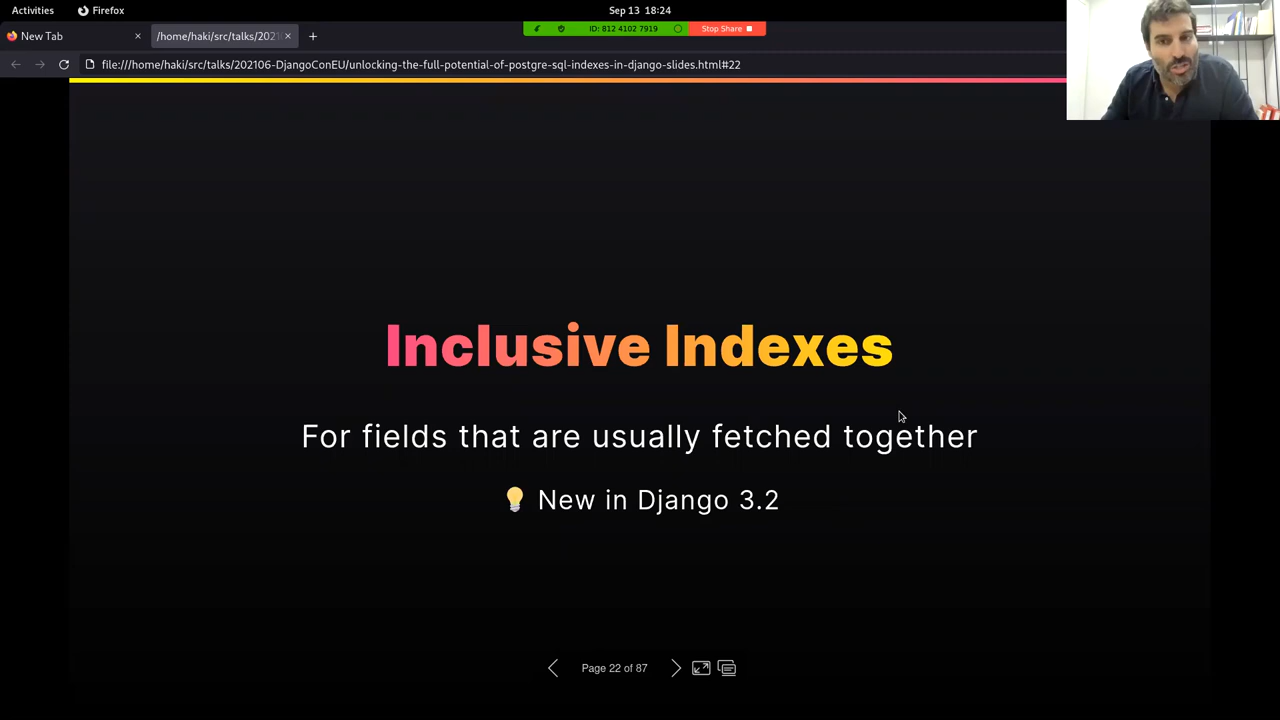 Activities
Firefox
Sep 13 18:24
New Tab
/home/haki/src/talks/2021
ID: 812 4102 7919
Stop Share
file:///home/haki/src/talks/202106-DjangoConEU/unlocking-the-full-potential-of-postgre-sql-indexes-in-django-slides.html#22
Inclusive Indexes
For fields that are usually fetched together
💡 New in Django 3.2
Page 22 of 87